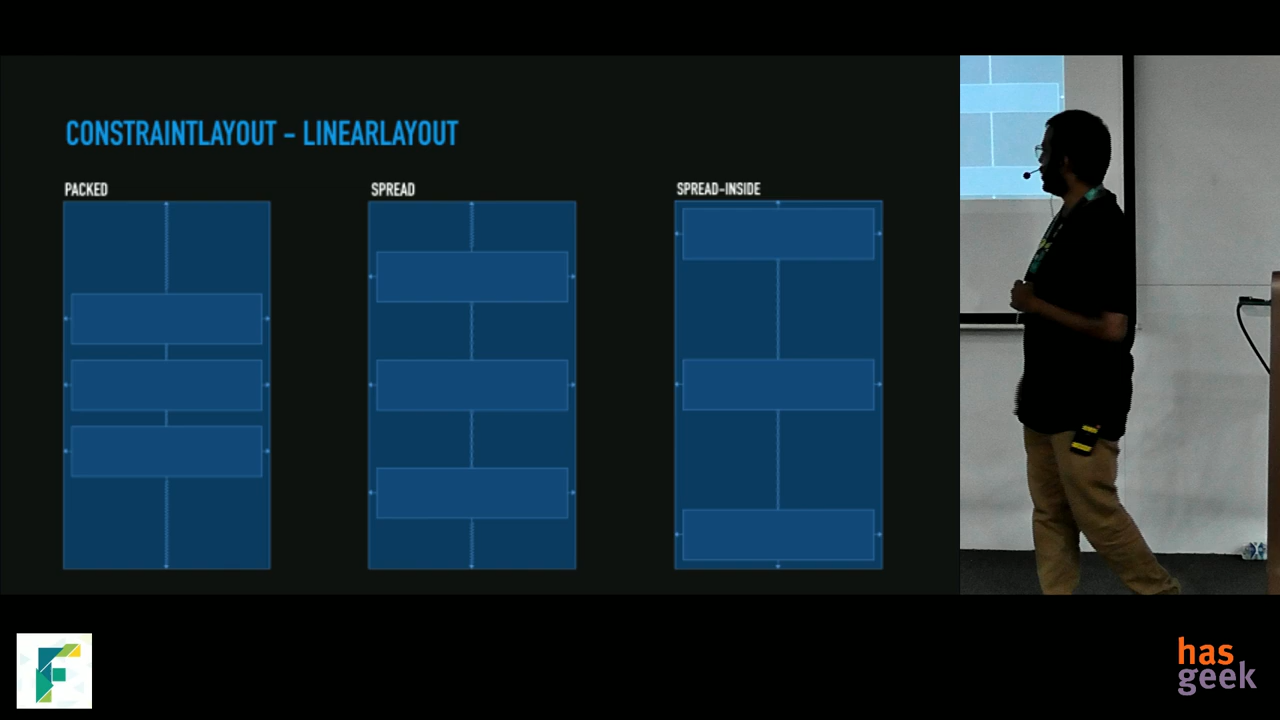 CONSTRAINTLAYOUT - LINEARLAYOUT
PACKED
SPREAD
SPREAD-INSIDE
F
has
geek